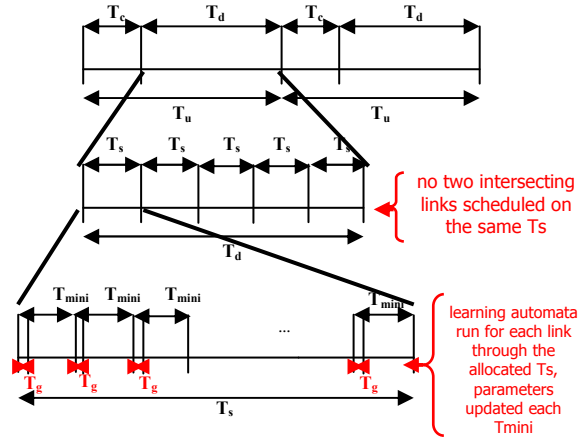 Tc Td Tc Td
Tu Tu
Ts Ts Ts Ts Ts
no two intersecting
links scheduled on
the same Ts
Td
Tmini Tmini Tmini ... Tmini
Tg Tg Tg Tg
Ts
learning automata
run for each link
through the
allocated Ts,
parameters
updated each
Tmini